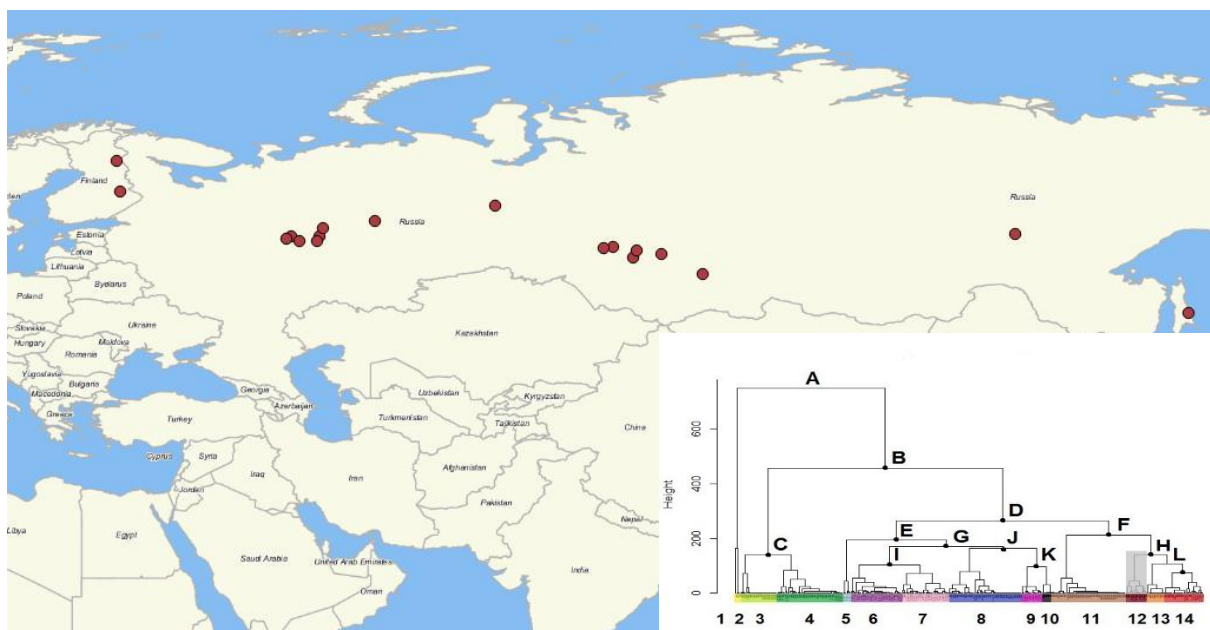 Finland
Russia
Russia
Estonia
Latvia
Lithuania
Byelarus
Poland
Ukraine
Slovakia
Hungary
Moldova
Romania
Kazakhstan
Yugoslavia
Bulgaria
Macedonia
Georgia
Uzbekistan
Kyrgyzstan
Greece
Azerbaijan
Turkey
Turkmenistan
Tajikistan
China
Cyprus
Syria
Iraq
Iran
Afghanistan
Jordan
Pakistan
Libya
Egypt
Saudi Arabia
United Arab Emirates
Oman
Nepal
India
A
600
B
400
Height
D
E
F
200
C
G
J
H
I
K
L
0
1 2 3 4 5 6 7 8 9 10 11 12 13 14